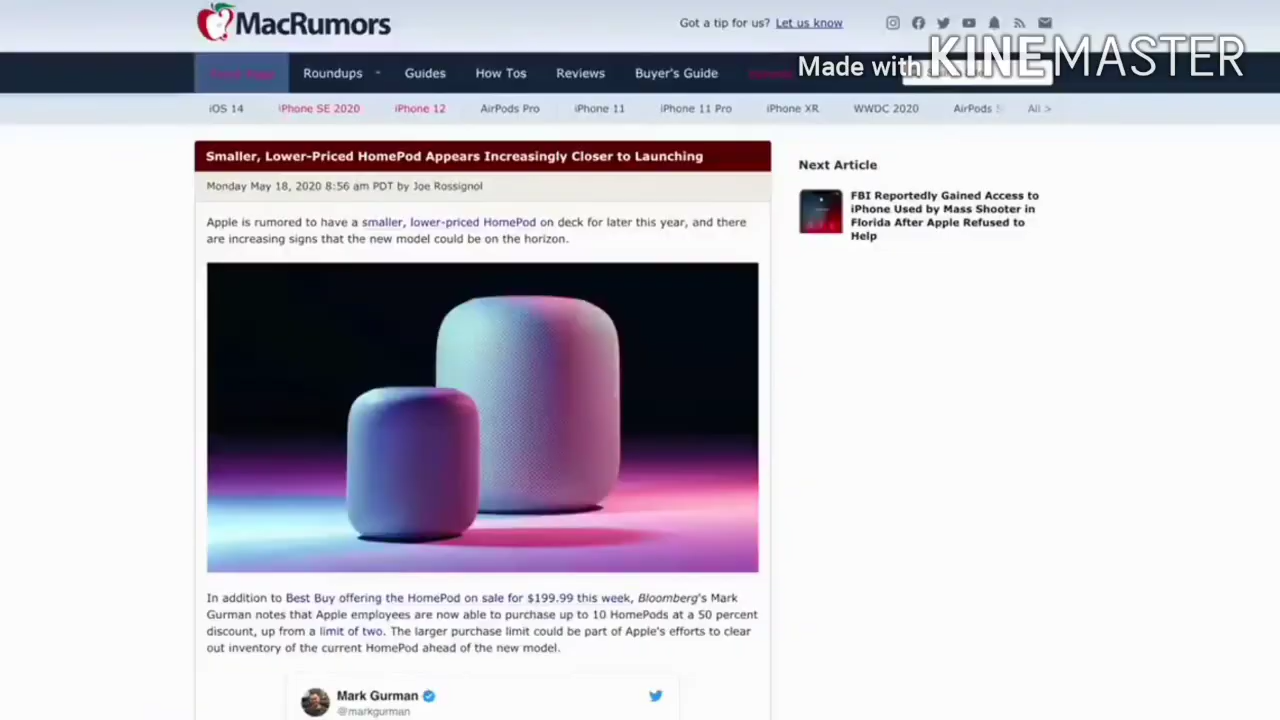 MacRumors
Got a tip for us? Let us know
Roundups
Guides
How Tos
Reviews
Buyer's Guide
Made with
KINEMASTER
iOS 14
iPhone SE 2020
iPhone 12
AirPods Pro
iPhone 11
iPhone 11 Pro
iPhone XR
WWDC 2020
AirPods
All >
Smaller, Lower-Priced HomePod Appears Increasingly Closer to Launching
Monday May 18, 2020 8:56 am PDT by Joe Rossignol
Apple is rumored to have a smaller, lower-priced HomePod on deck for later this year, and there
are increasing signs that the new model could be on the horizon.
In addition to Best Buy offering the HomePod on sale for $199.99 this week, Bloomberg's Mark
Gurman notes that Apple employees are now able to purchase up to 10 HomePods at a 50 percent
discount, up from a limit of two. The larger purchase limit could be part of Apple's efforts to clear
out inventory of the current HomePod ahead of the new model.
Mark Gurman
@markgurman
Next Article
FBI Reportedly Gained Access to
iPhone Used by Mass Shooter in
Florida After Apple Refused to
Help